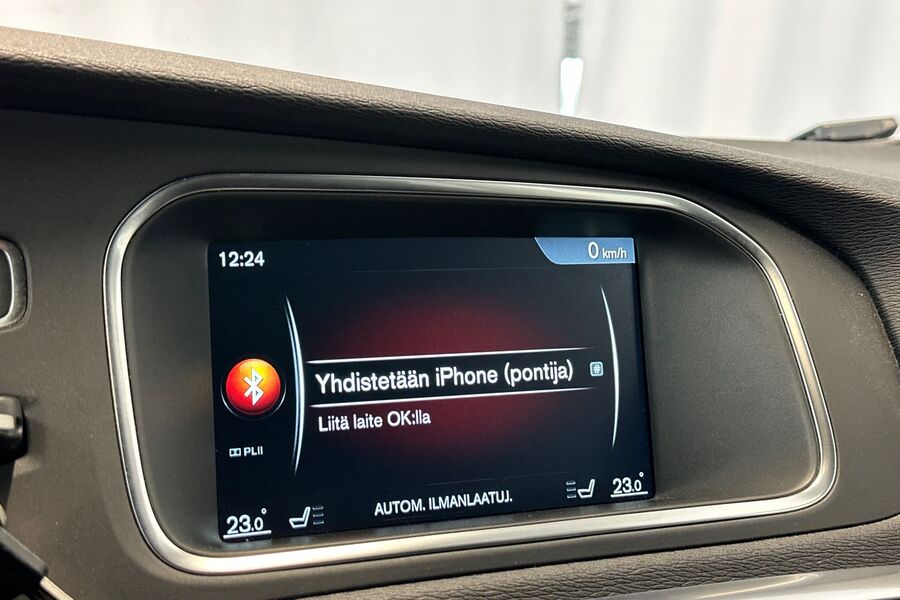 12:24
0 km/h
Yhdistetään iPhone (pontija) #
Liitä laite OK:lla
PLII
23.0°
AUTOM. ILMANLAATUJ.
23.0°